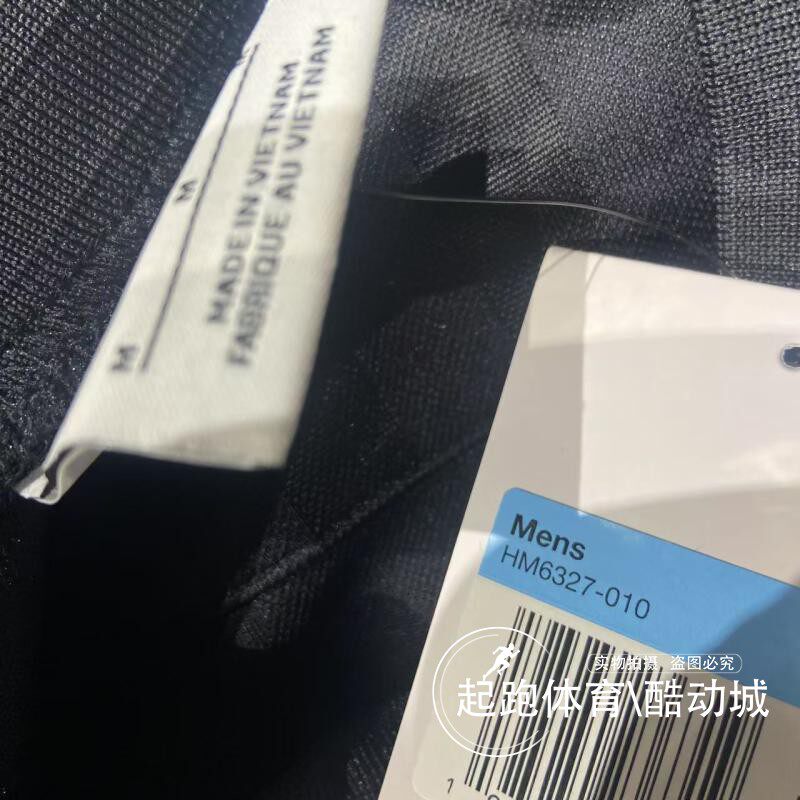 M
M
MADE IN VIETNAM
FABRIQUE AU VIETNAM
Mens
HM6327-010
实物拍摄 盗图必究
起跑体育\酷动城
1